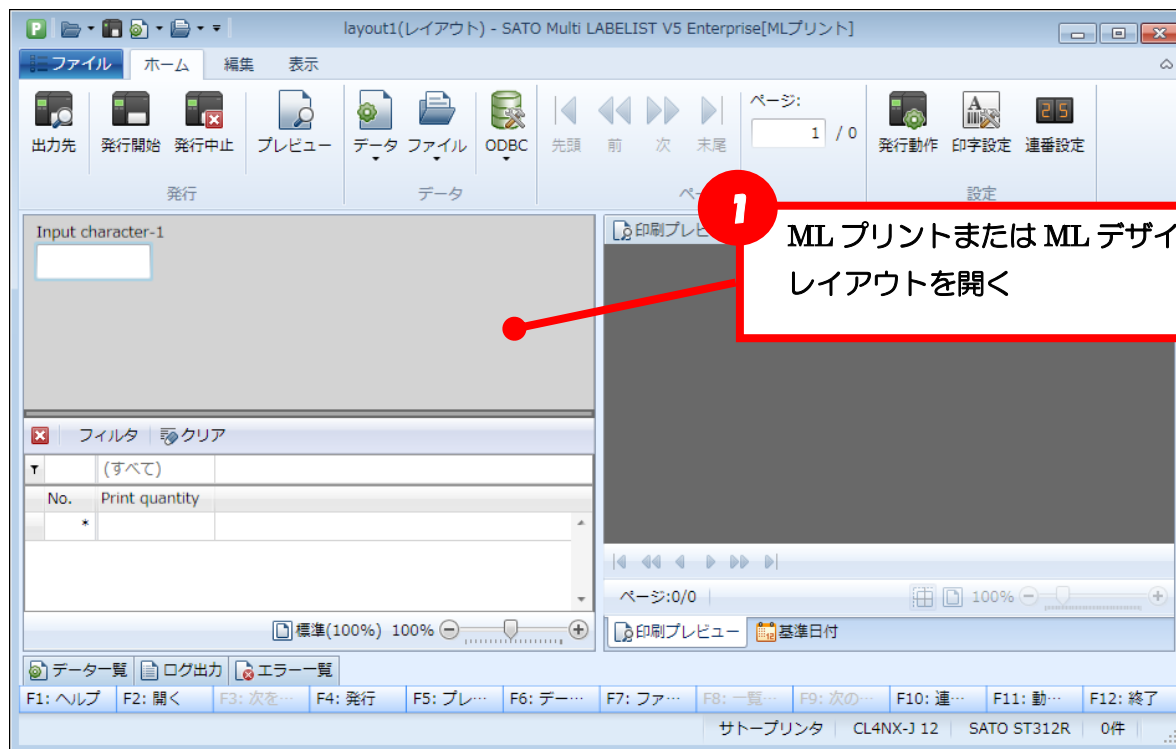 layout1(レイアウト) - SATO Multi LABELIST V5 Enterprise[MLプリント]
ファイル ホーム 編集 表示
出力先 発行開始 発行中止 プレビュー データ ファイル ODBC 先頭 前 次 末尾 ページ: 1 / 0 発行動作 印字設定 連番設定
発行 データ 設定
1
MLプリントまたはMLデザイ
レイアウトを開く
Input character-1
印刷プレビ
フィルタ クリア
(すべて)
No. Print quantity
*
ページ:0/0 100%
標準(100%) 100%
印刷プレビュー 基準日付
データ一覧 ログ出力 エラー一覧
F1: ヘルプ F2: 開く F3: 次を… F4: 発行 F5: プレ… F6: デー… F7: ファ… F8: 一覧… F9: 次の… F10: 連… F11: 動… F12: 終了
サトープリンタ CL4NX-J 12 SATO ST312R 0件